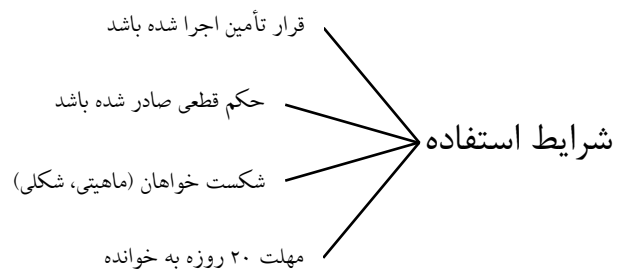 شرایط استفاده
قرار تأمین اجرا شده باشد
حکم قطعی صادر شده باشد
شکست خواهان (ماهیتی، شکلی)
مهلت ۲۰ روزه به خوانده